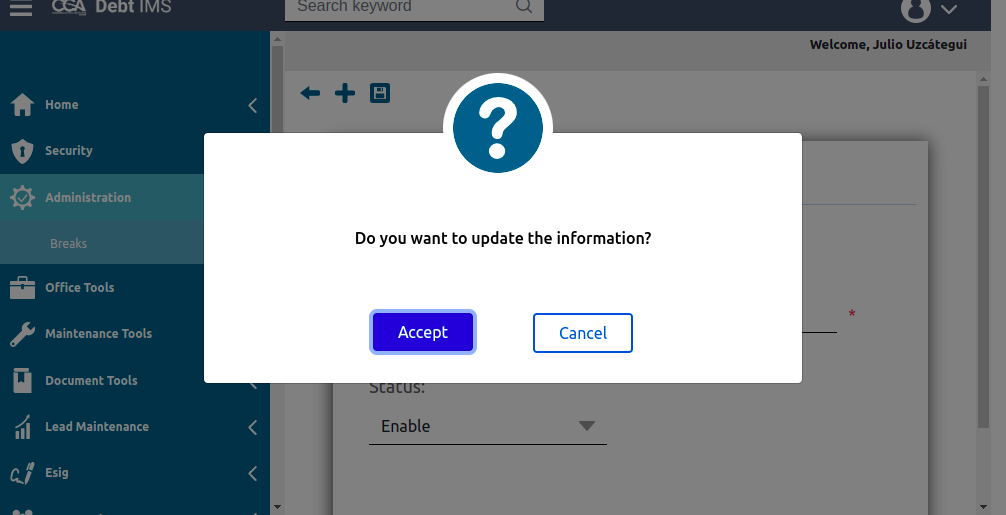 CCA Debt IMS
Search keyword
Welcome, Julio Uzcátegui
Home
Security
Administration
Breaks
Office Tools
Maintenance Tools
Document Tools
Lead Maintenance
Esig
?
Do you want to update the information?
Accept
Cancel
*
Status:
Enable